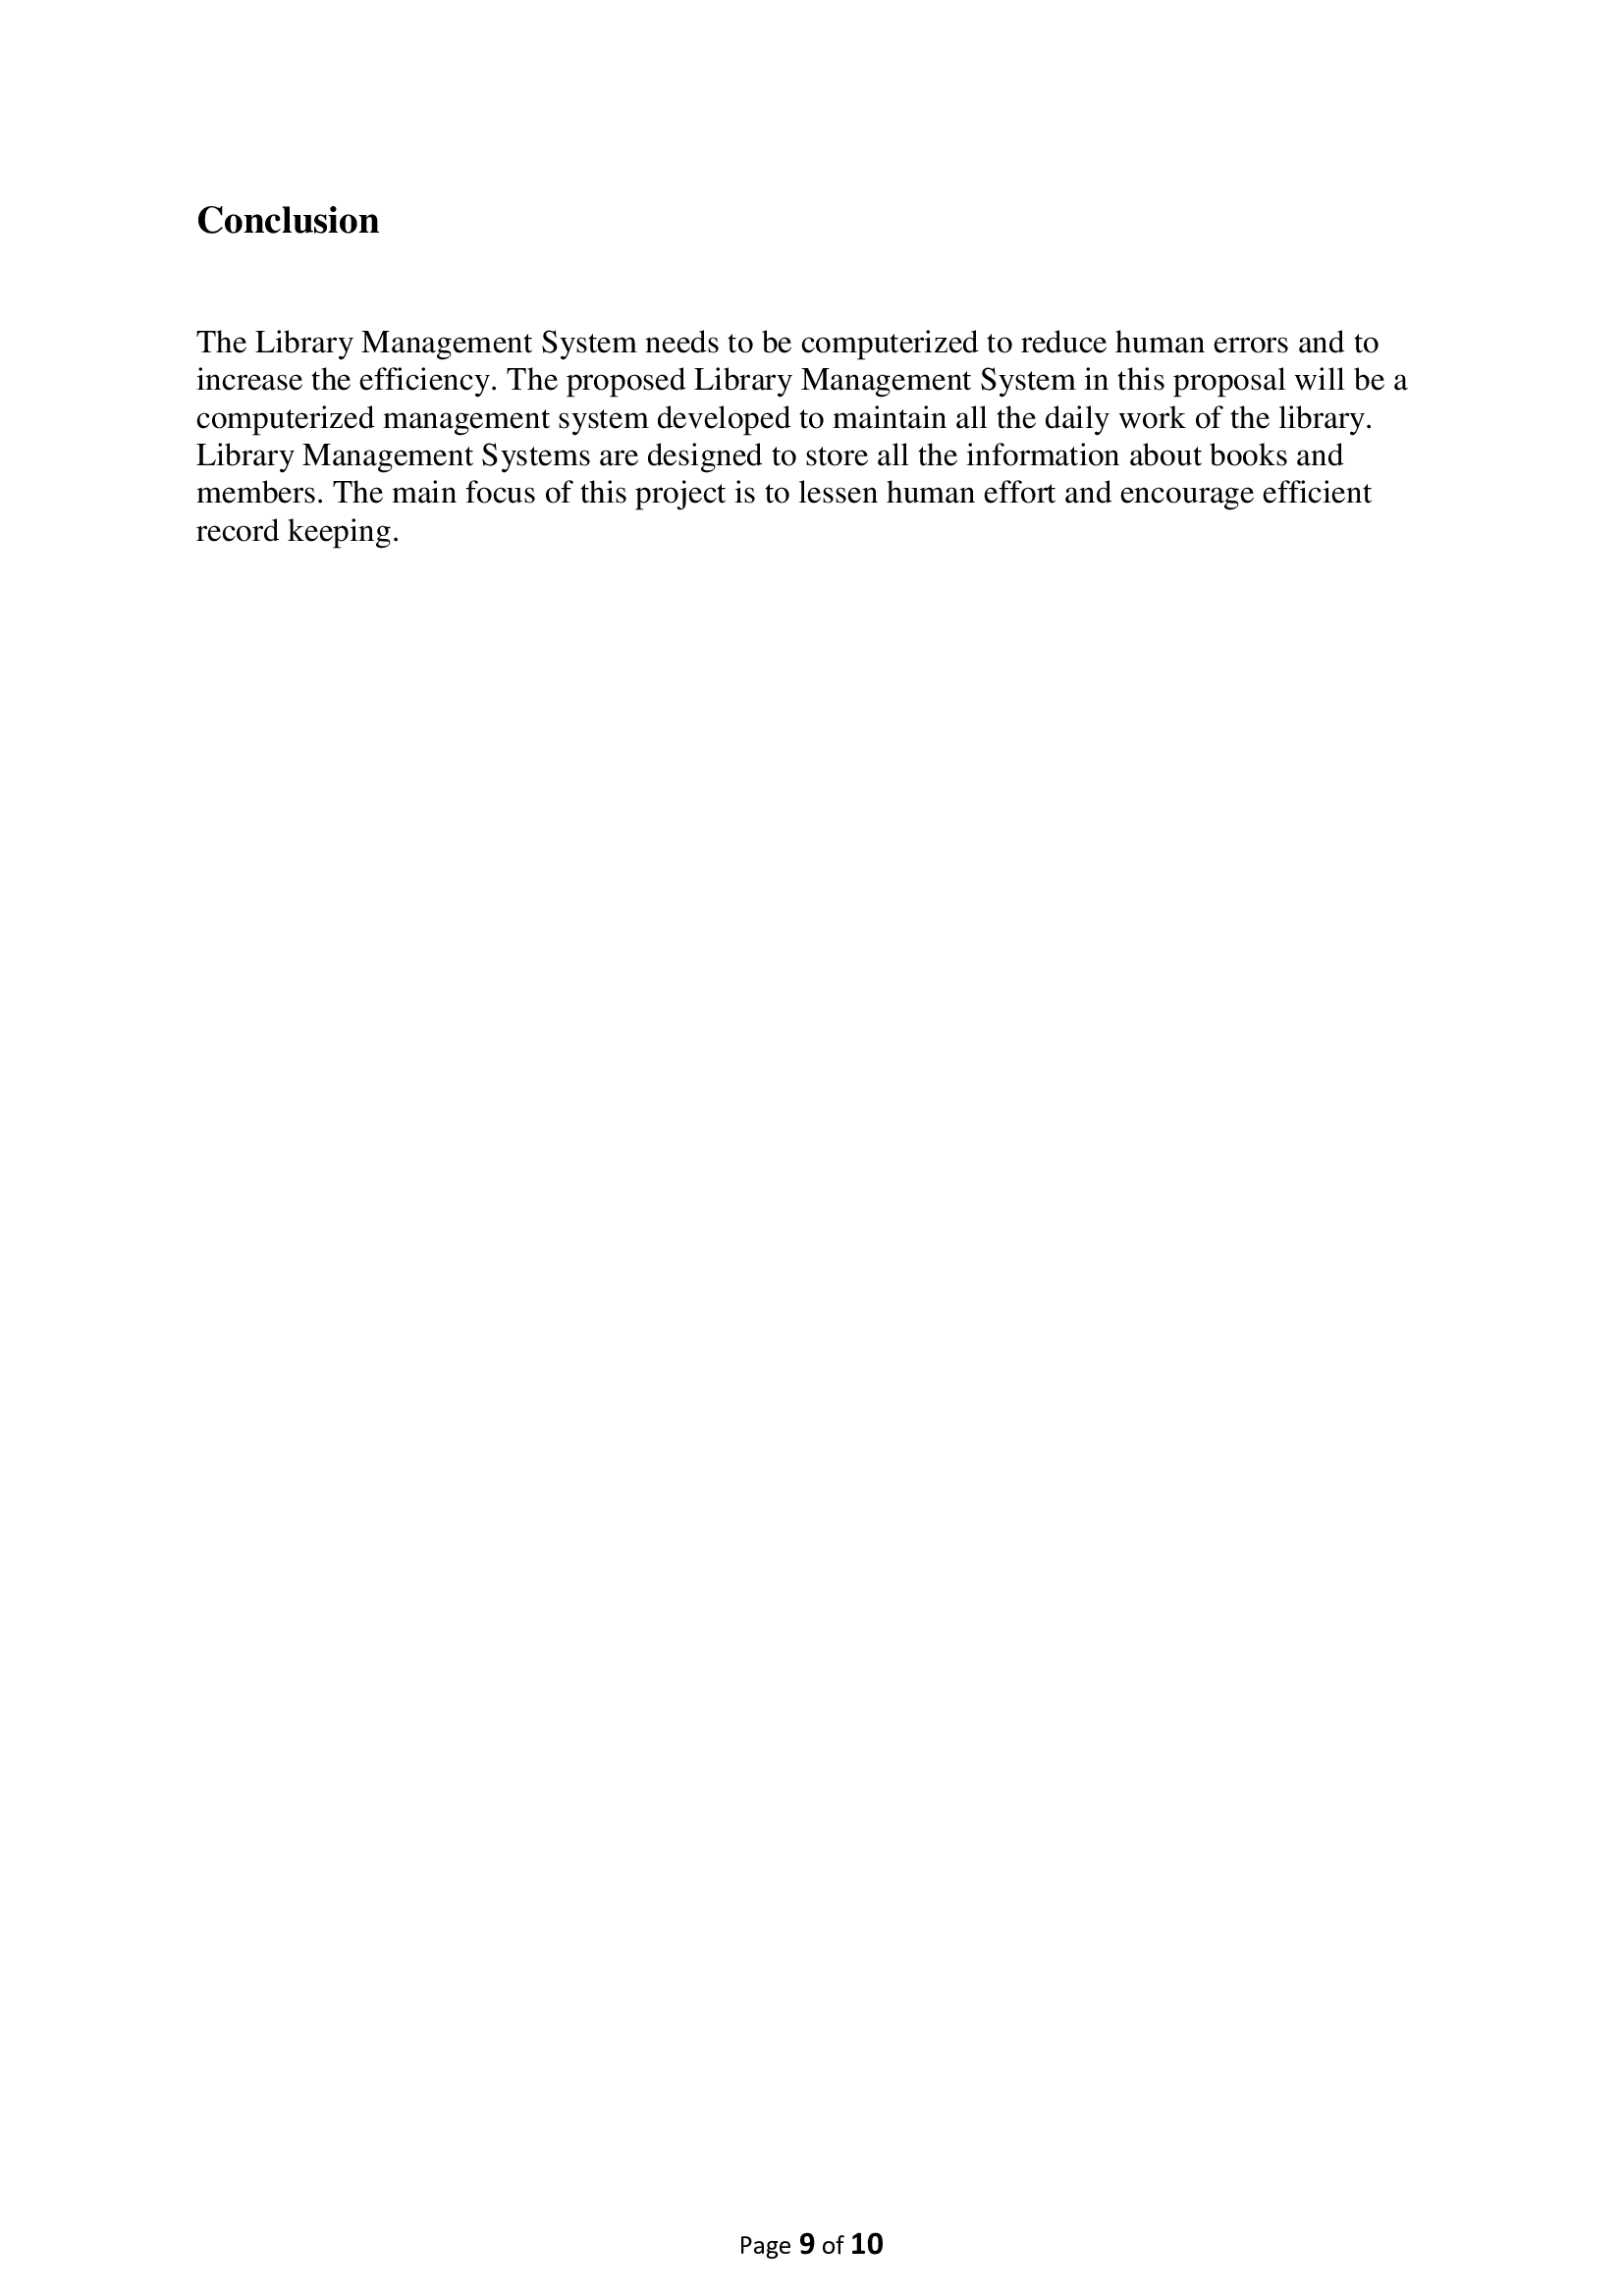 Conclusion
The Library Management System needs to be computerized to reduce human errors and to
increase the efficiency. The proposed Library Management System in this proposal will be a
computerized management system developed to maintain all the daily work of the library.
Library Management Systems are designed to store all the information about books and
members. The main focus of this project is to lessen human effort and encourage efficient
record keeping.
Page 9 of 10